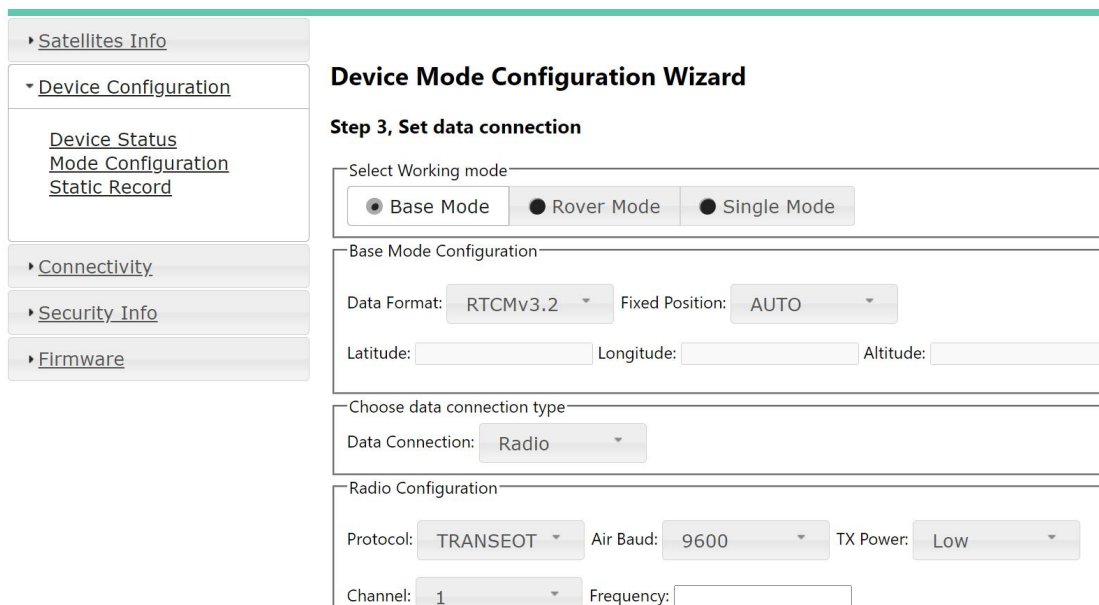 Satellites Info
Device Configuration
Device Status
Mode Configuration
Static Record
Connectivity
Security Info
Firmware
Device Mode Configuration Wizard
Step 3, Set data connection
Select Working mode
Base Mode Rover Mode Single Mode
Base Mode Configuration
Data Format: RTCMv3.2 Fixed Position: AUTO
Latitude: Longitude: Altitude:
Choose data connection type
Data Connection: Radio
Radio Configuration
Protocol: TRANSEOT Air Baud: 9600 TX Power: Low
Channel: 1 Frequency: